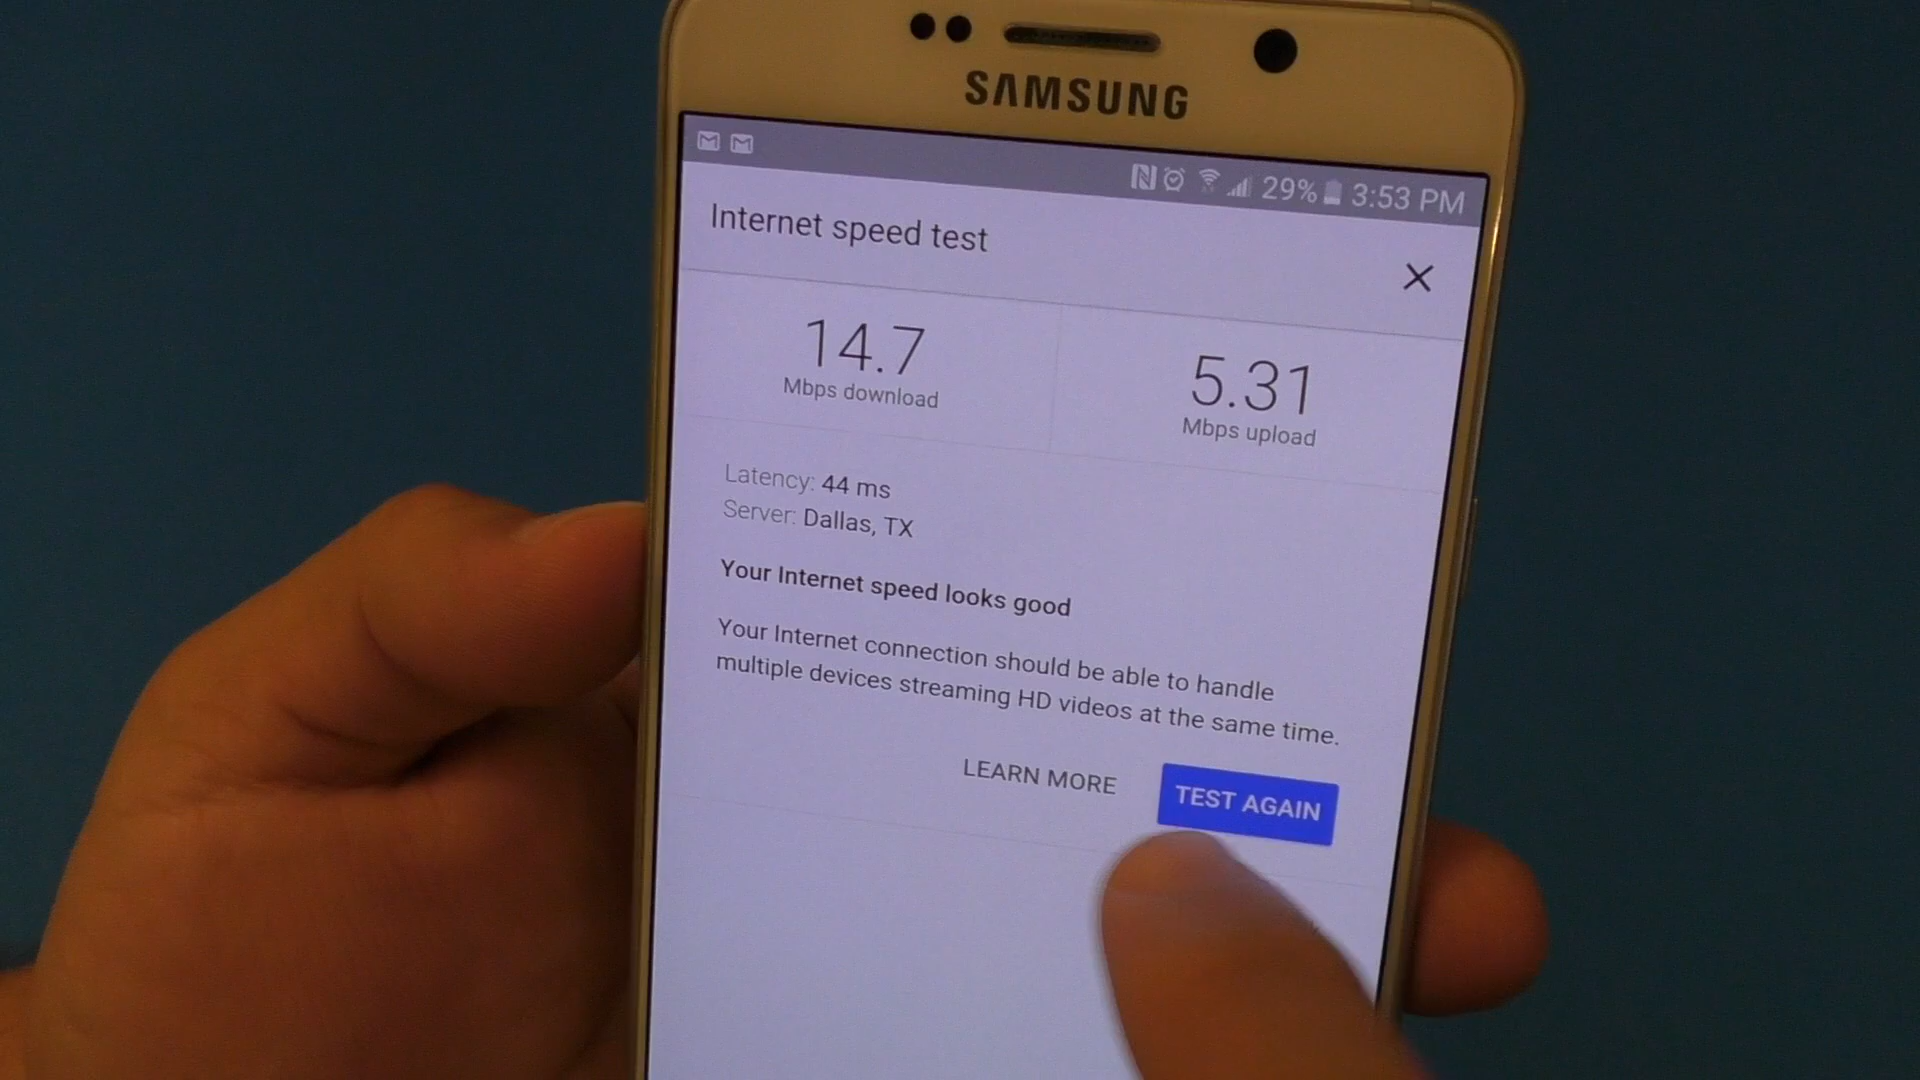 SAMSUNG
29% 3:53 PM
Internet speed test
14.7
Mbps download
5.31
Mbps upload
Latency: 44 ms
Server: Dallas, TX
Your Internet speed looks good
Your Internet connection should be able to handle
multiple devices streaming HD videos at the same time.
LEARN MORE
TEST AGAIN